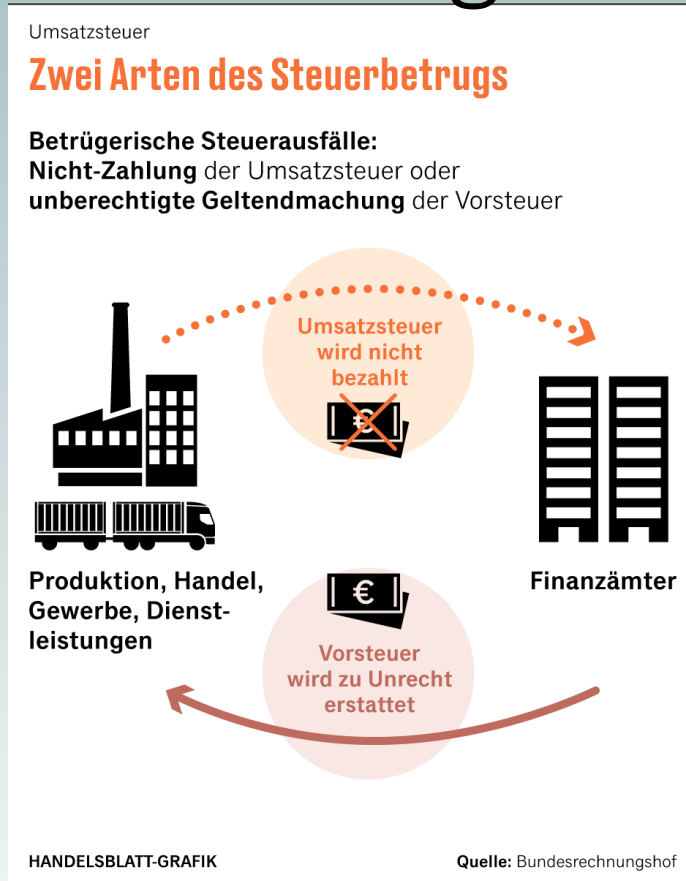 Umsatzsteuer
Zwei Arten des Steuerbetrugs
Betrügerische Steuerausfälle:
Nicht-Zahlung der Umsatzsteuer oder
unberechtigte Geltendmachung der Vorsteuer
Umsatzsteuer
wird nicht
bezahlt
€
Produktion, Handel,
Gewerbe, Dienst-
leistungen
Finanzämter
€
Vorsteuer
wird zu Unrecht
erstattet
HANDELSBLATT-GRAFIK
Quelle: Bundesrechnungshof